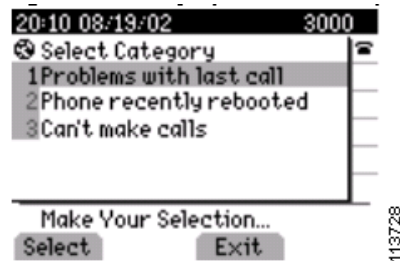 20:10 08/19/02 3000
Select Category
1 Problems with last call
2 Phone recently rebooted
3 Can't make calls
Make Your Selection...
Select Exit
113728